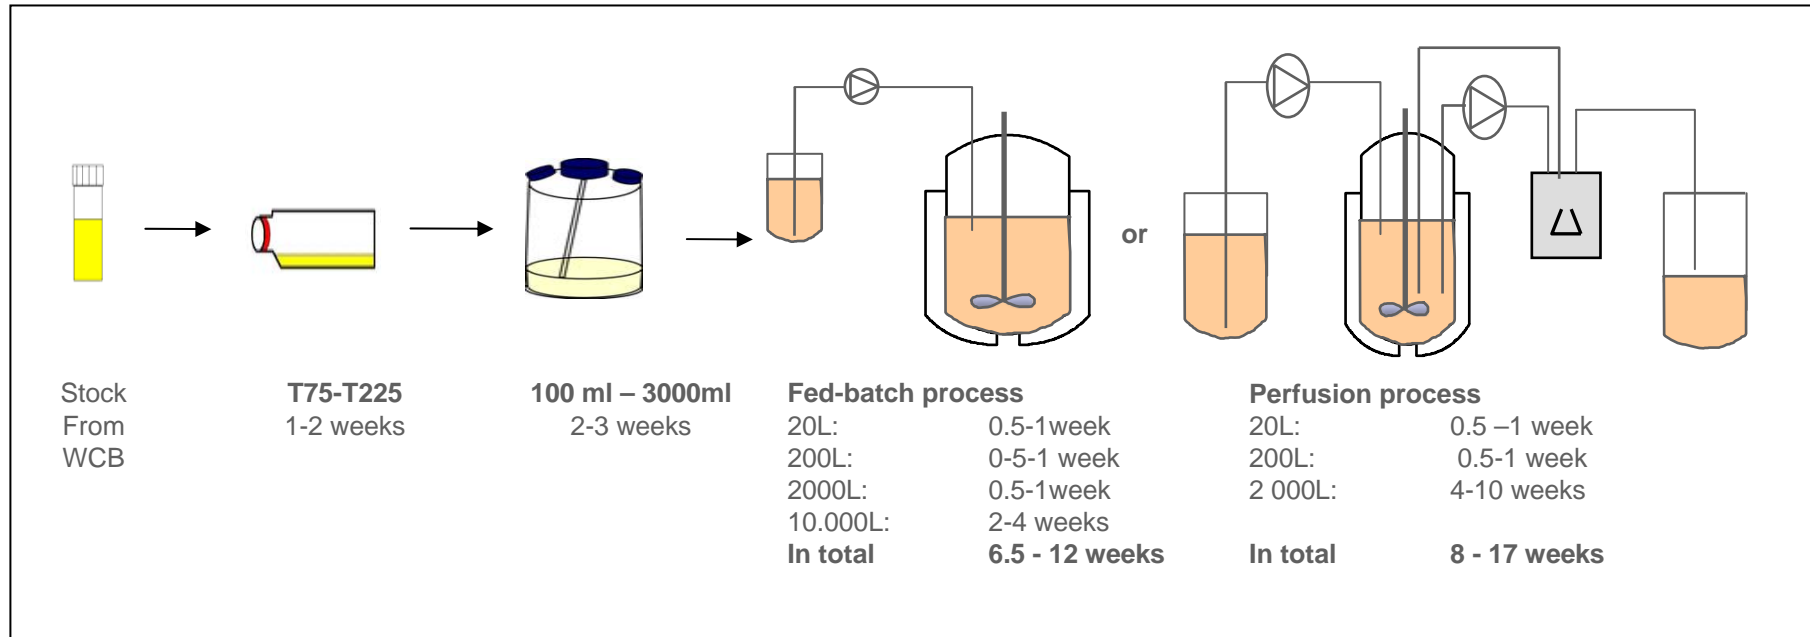 or
Stock
From
WCB
T75-T225
1-2 weeks
100 ml – 3000ml
2-3 weeks
Fed-batch process
20L: 0.5-1week
200L: 0-5-1 week
2000L: 0.5-1week
10.000L: 2-4 weeks
In total 6.5 - 12 weeks
Perfusion process
20L: 0.5 –1 week
200L: 0.5-1 week
2 000L: 4-10 weeks
In total 8 - 17 weeks